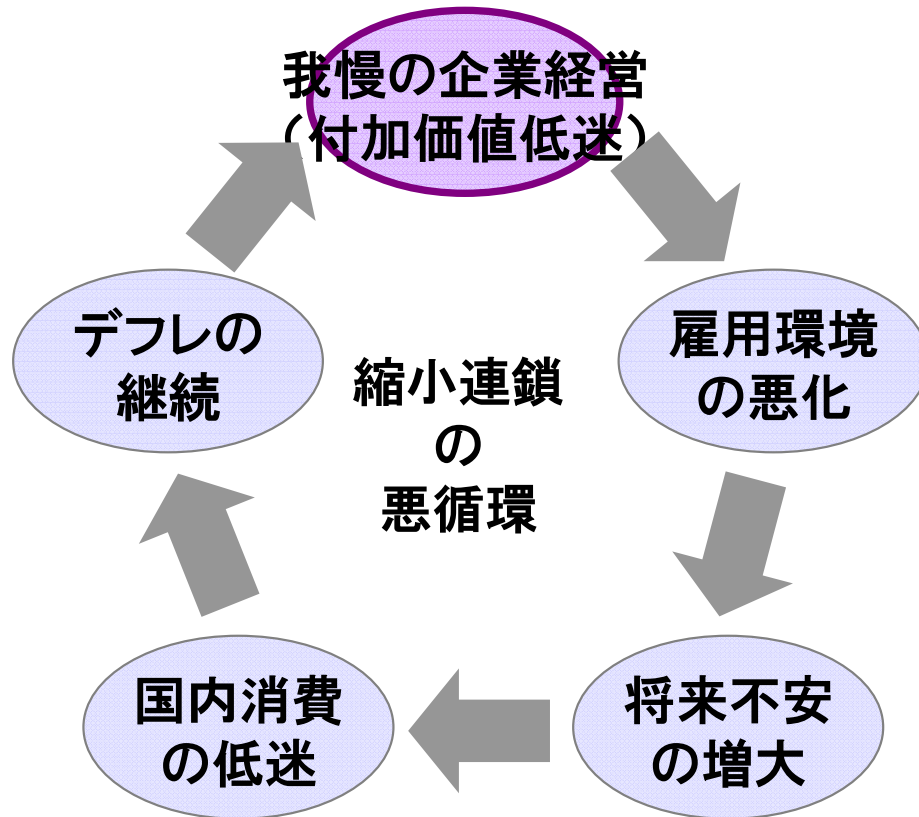 我慢の企業経営
（付加価値低迷）
雇用環境
の悪化
将来不安
の増大
国内消費
の低迷
デフレの
継続
縮小連鎖
の
悪循環